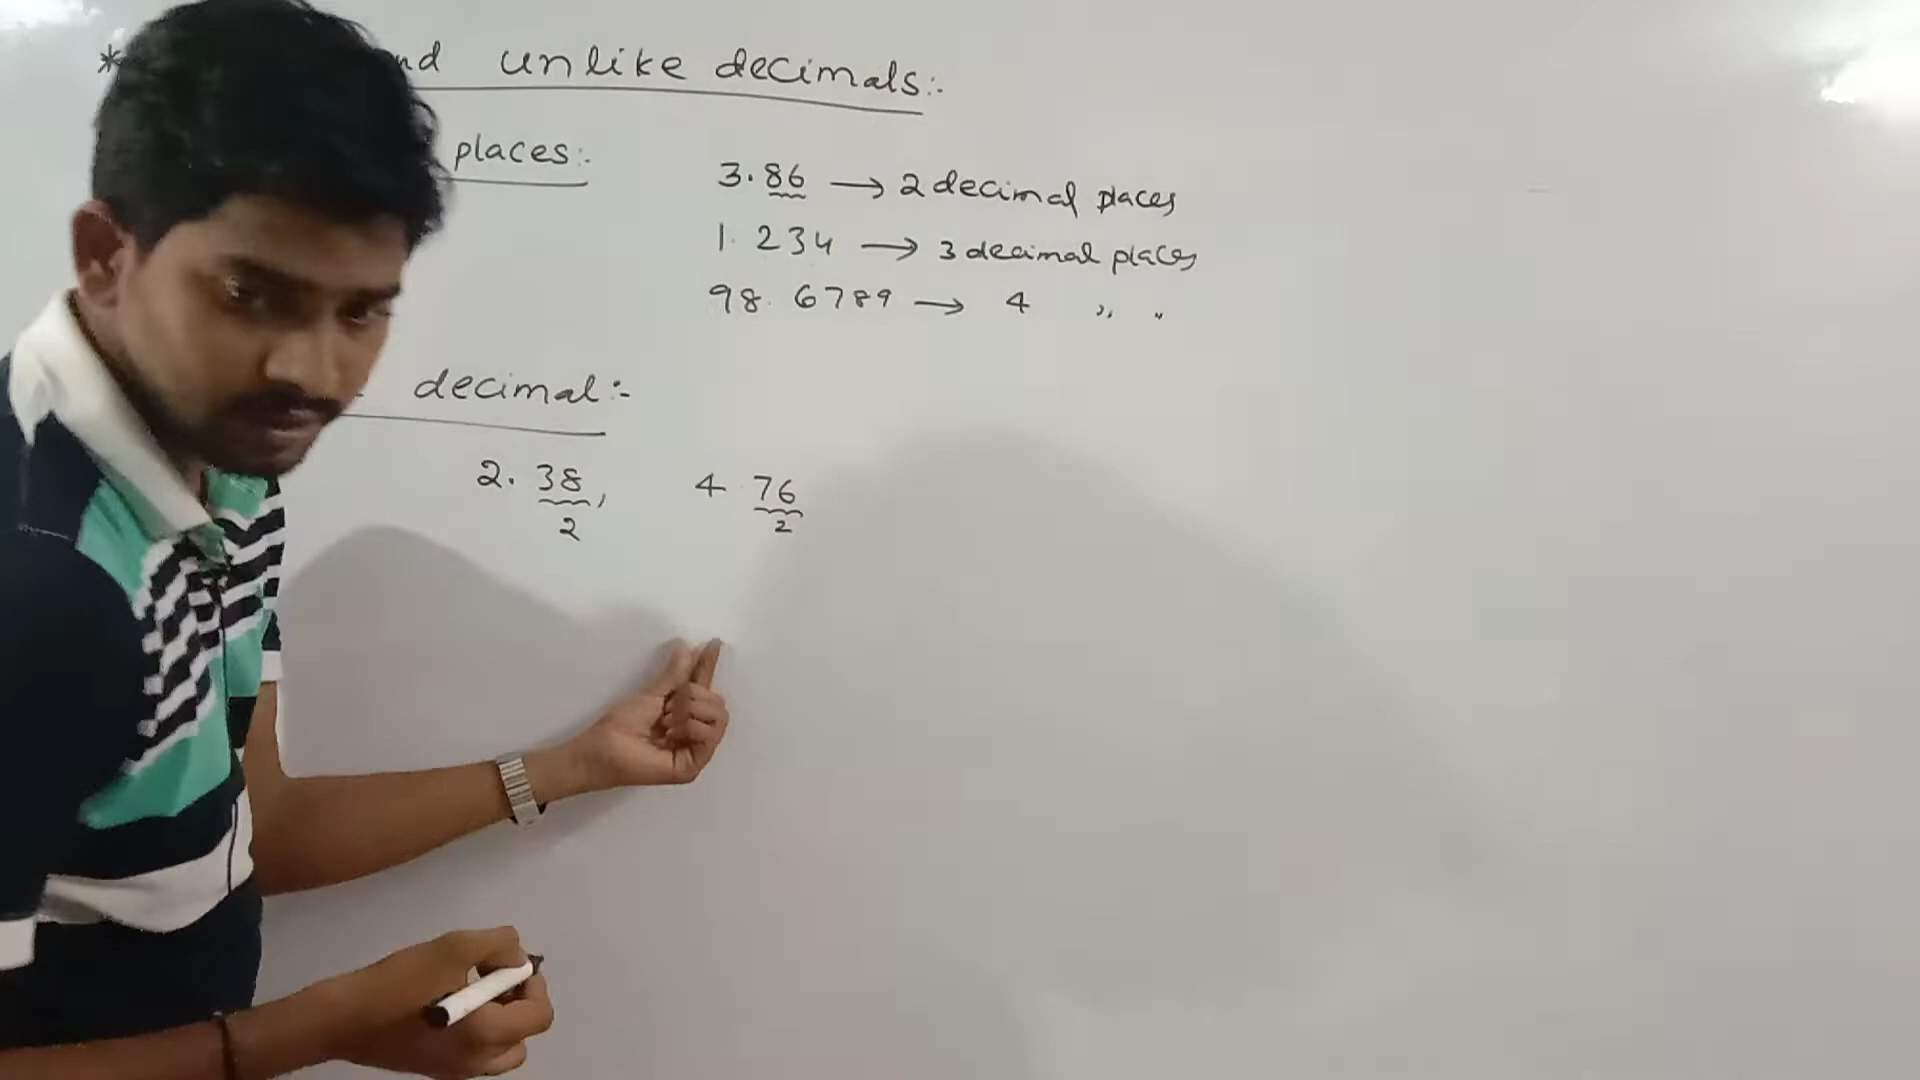 * nd unlike decimals:-
places:-
3.86 → 2 decimal places
1.234 → 3 decimal places
98.6789 → 4 ,, ,,
decimal:-
2.38, 4.76
2 2